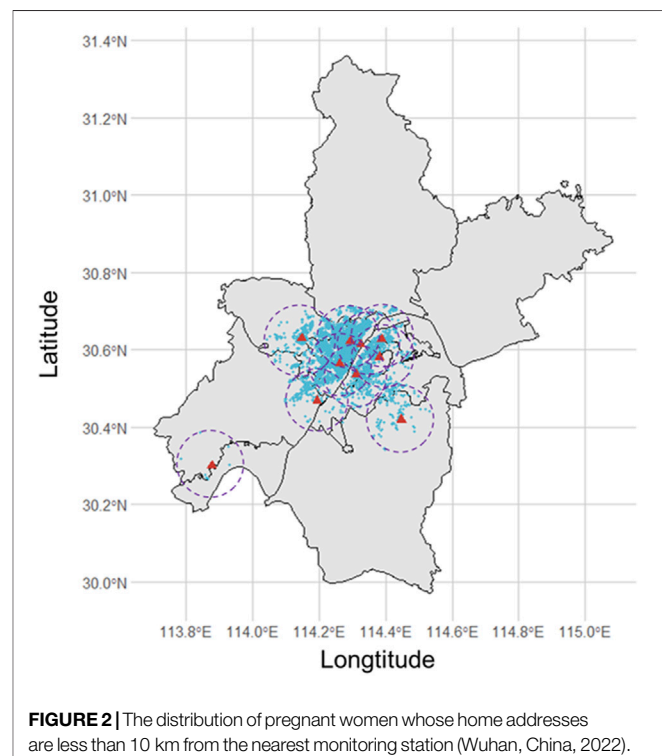 31.4°N
31.2°N
31.0°N
30.8°N
30.6°N
30.4°N
30.2°N
30.0°N
Latitude
113.8°E 114.0°E 114.2°E 114.4°E 114.6°E 114.8°E 115.0°E
Longtitude
FIGURE 2 | The distribution of pregnant women whose home addresses
are less than 10 km from the nearest monitoring station (Wuhan, China, 2022).